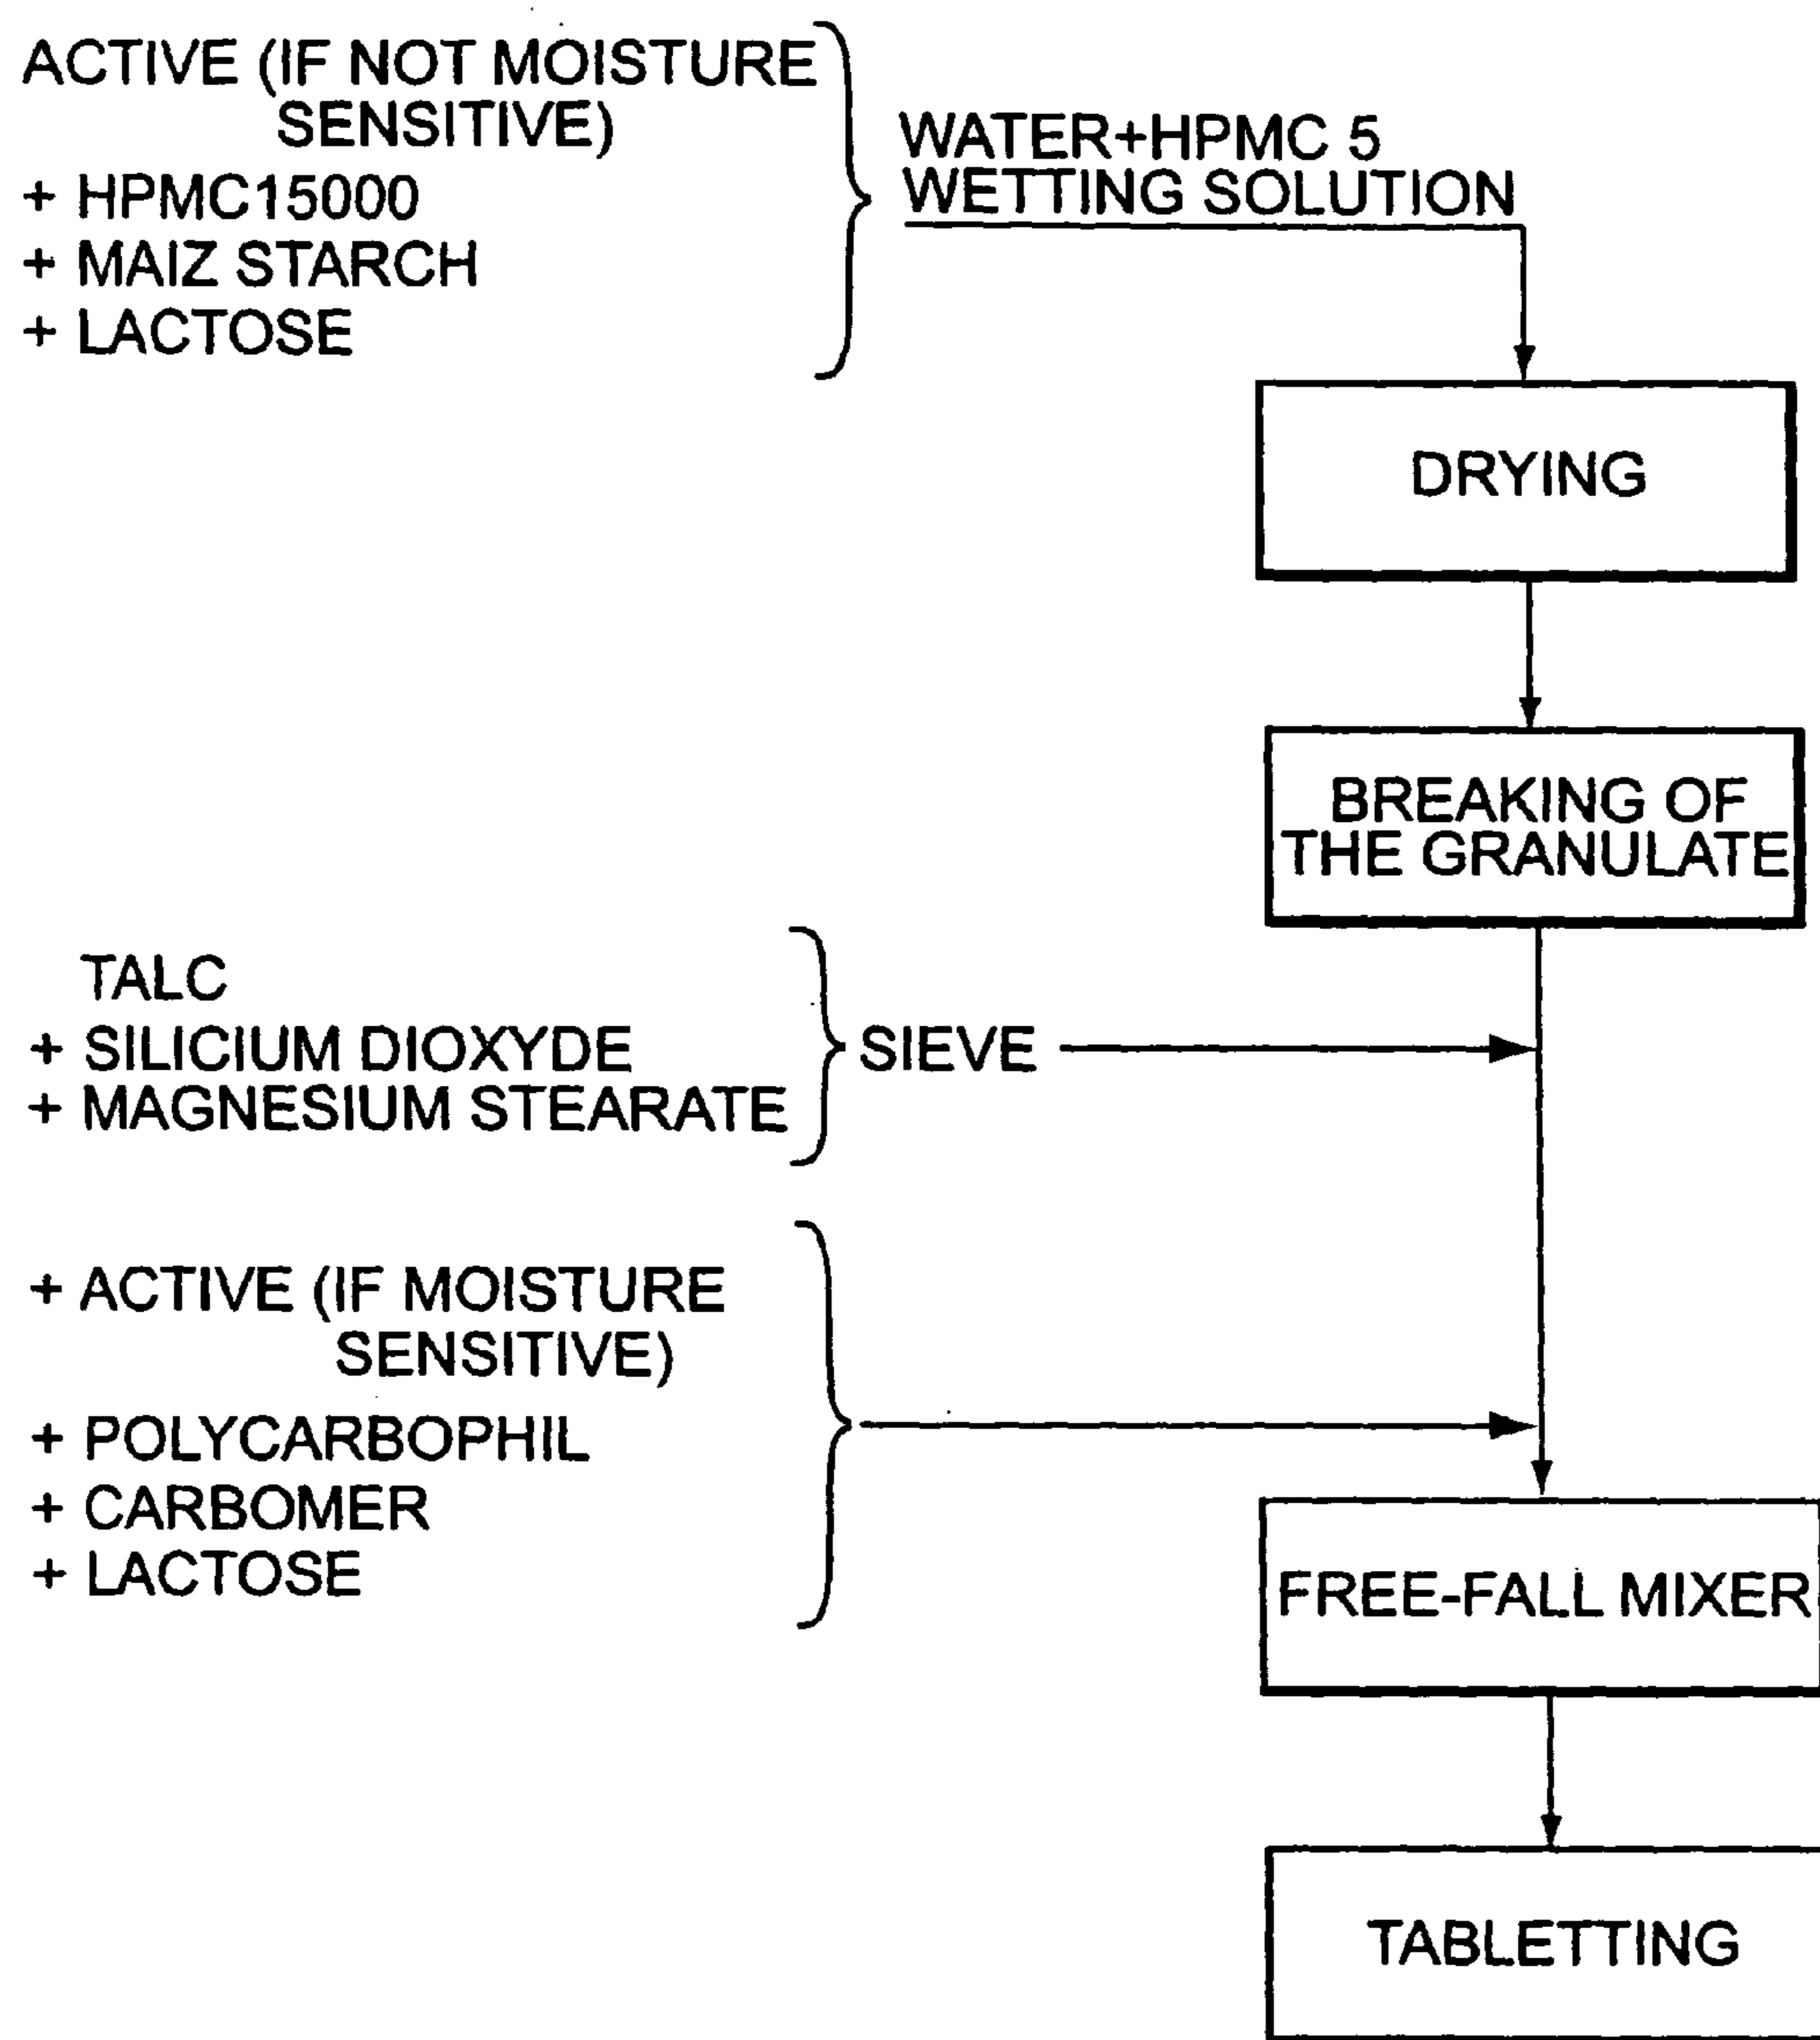 ACTIVE (IF NOT MOISTURE
SENSITIVE)
+ HPMC15000
+ MAIZ STARCH
+ LACTOSE
WATER+HPMC 5
WETTING SOLUTION
DRYING
BREAKING OF
THE GRANULATE
TALC
+ SILICIUM DIOXYDE
+ MAGNESIUM STEARATE
SIEVE
+ ACTIVE (IF MOISTURE
SENSITIVE)
+ POLYCARBOPHIL
+ CARBOMER
+ LACTOSE
FREE-FALL MIXER
TABLETTING